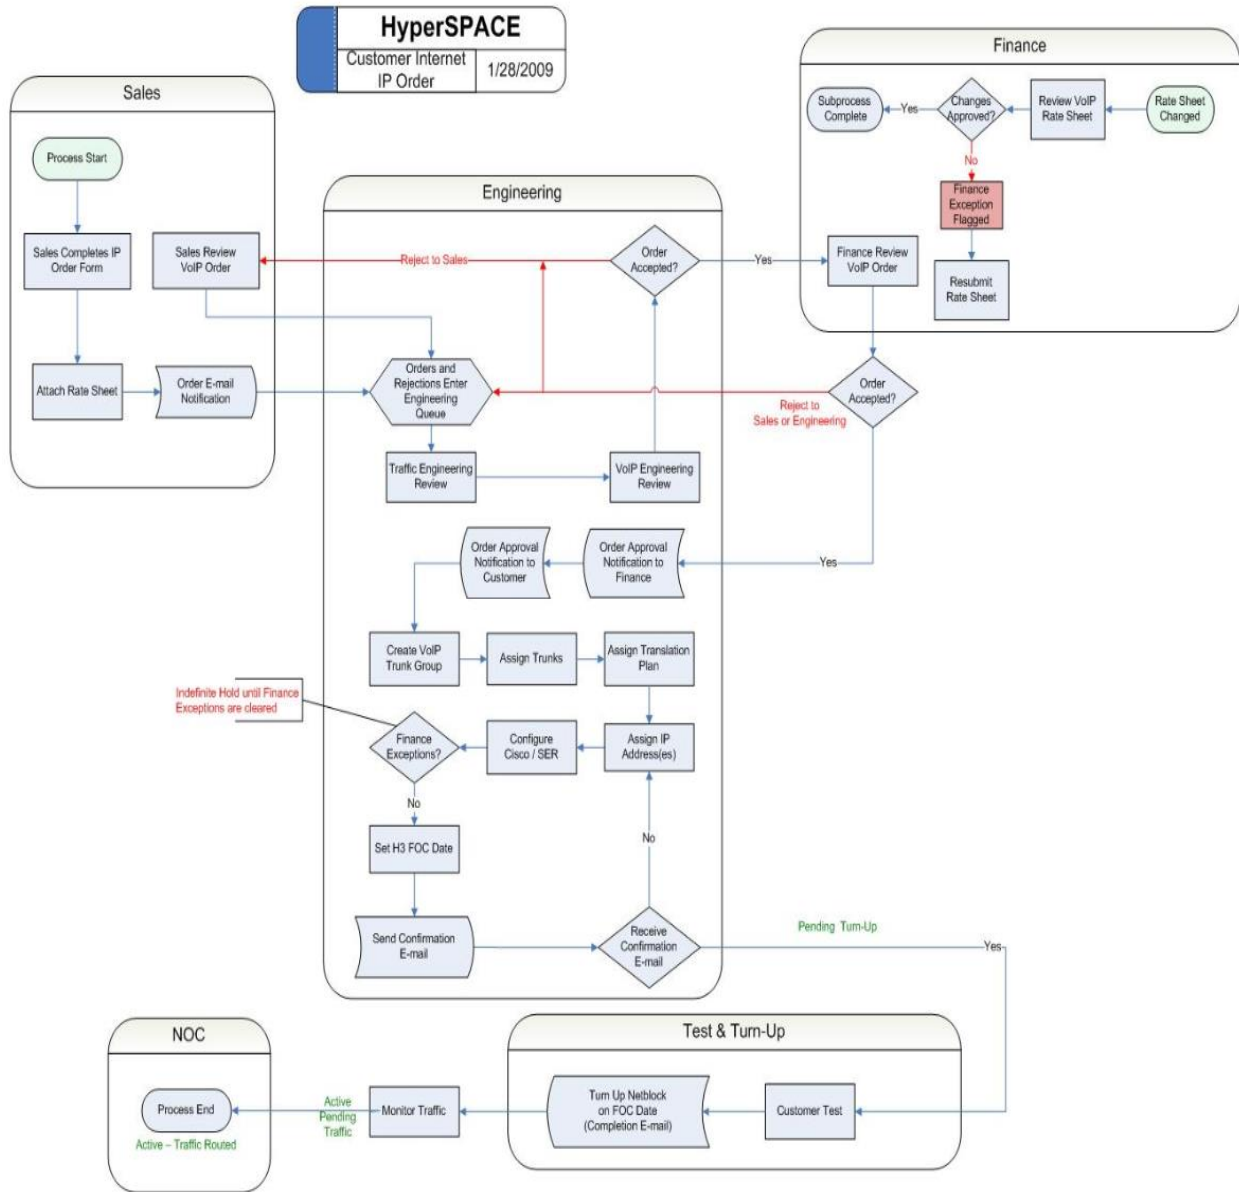 HyperSPACE
Customer Internet
IP Order
1/28/2009
Sales
Process Start
Sales Completes IP
Order Form
Sales Review
VoIP Order
Attach Rate Sheet
Order E-mail
Notification
Engineering
Order
Accepted?
Reject to Sales
Yes
Orders and
Rejections Enter
Engineering
Queue
Traffic Engineering
Review
VoIP Engineering
Review
Finance
Subprocess
Complete
Yes
Changes
Approved?
Review VoIP
Rate Sheet
Rate Sheet
Changed
No
Finance
Exception
Flagged
Finance Review
VoIP Order
Resubmit
Rate Sheet
Order
Accepted?
Reject to
Sales or Engineering
Yes
Order Approval
Notification to
Customer
Order Approval
Notification to
Finance
Create VoIP
Trunk Group
Assign Trunks
Assign Translation
Plan
Indefinite Hold until Finance
Exceptions are cleared
Finance
Exceptions?
Configure
Cisco / SER
Assign IP
Address(es)
No
No
Set H3 FOC Date
Send Confirmation
E-mail
Receive
Confirmation
E-mail
Pending Turn-Up
Yes
NOC
Process End
Active – Traffic Routed
Active
Pending
Traffic
Monitor Traffic
Test & Turn-Up
Turn Up Netblock
on FOC Date
(Completion E-mail)
Customer Test